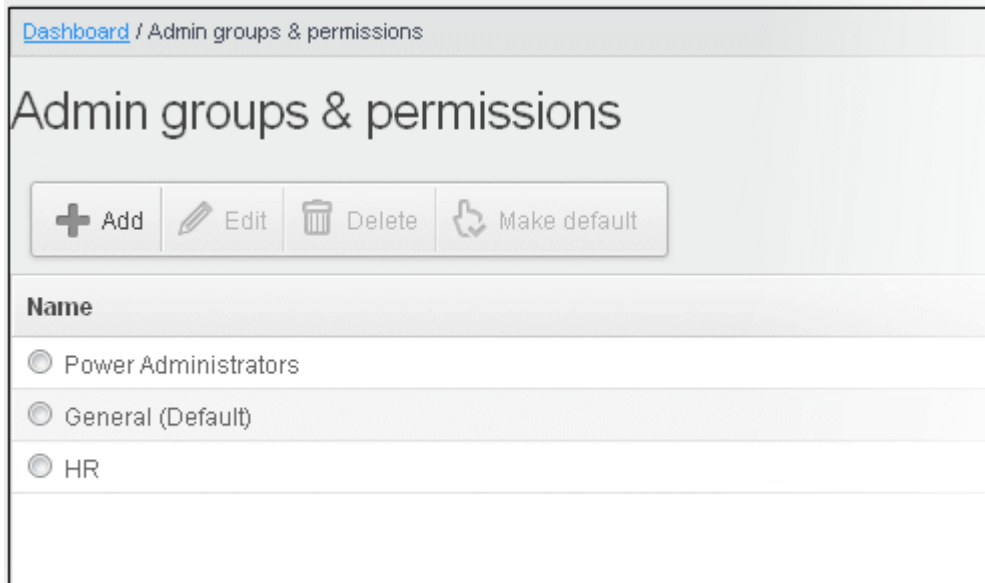 Dashboard / Admin groups & permissions
Admin groups & permissions
Add Edit Delete Make default
Name
Power Administrators
General (Default)
HR